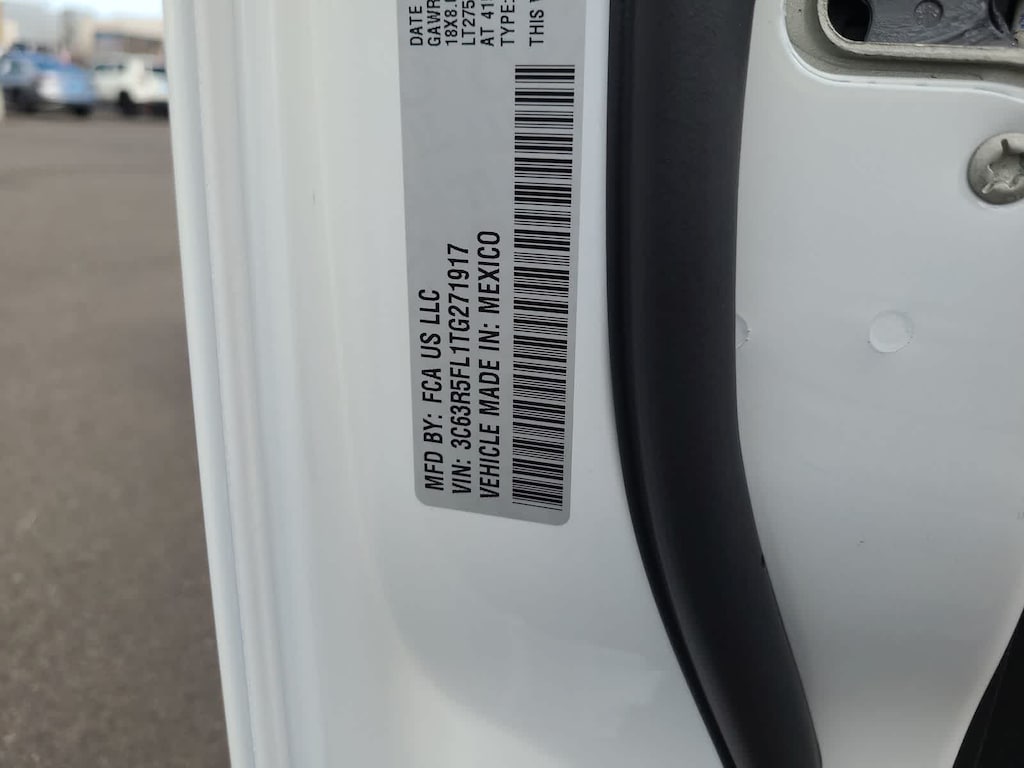 MFD BY: FCA US LLC
VIN: 3C63R5FL1TG271917
VEHICLE MADE IN: MEXICO
DATE
GAWR
18X8.
LT275
AT 41
TYPE:
THIS